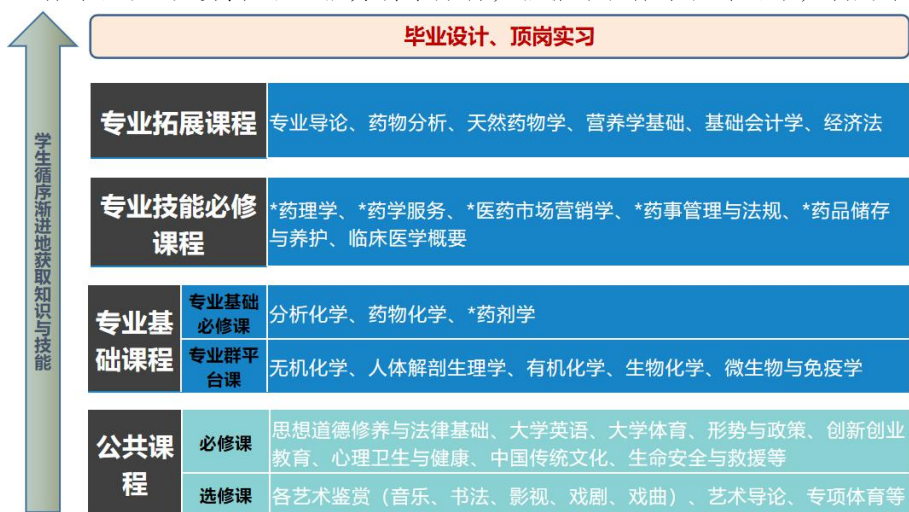 毕业设计、顶岗实习
学生循序渐进地获取知识与技能
专业拓展课程
专业导论、药物分析、天然药物学、营养学基础、基础会计学、经济法
专业技能必修
课程
*药理学、*药学服务、*医药市场营销学、*药事管理与法规、*药品储存
与养护、临床医学概要
专业基
础课程
专业基础
必修课
分析化学、药物化学、*药剂学
专业群平
台课
无机化学、人体解剖生理学、有机化学、生物化学、微生物与免疫学
公共课
程
必修课
思想道德修养与法律基础、大学英语、大学体育、形势与政策、创新创业
教育、心理卫生与健康、中国传统文化、生命安全与救援等
选修课
各艺术鉴赏（音乐、书法、影视、戏剧、戏曲）、艺术导论、专项体育等